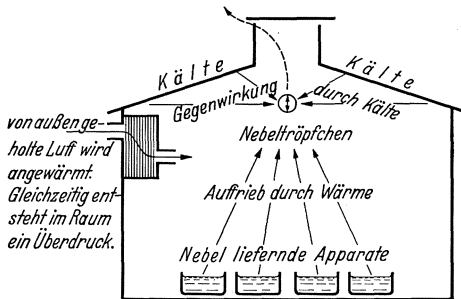 Kälte
Kälte
Gegenwirkung
durch Kälte
Nebeltröpfchen
von außen ge-
holte Luft wird
angewärmt.
Gleichzeitig ent-
steht im Raum
ein Überdruck.
Auftrieb durch Wärme
Nebel liefernde Apparate